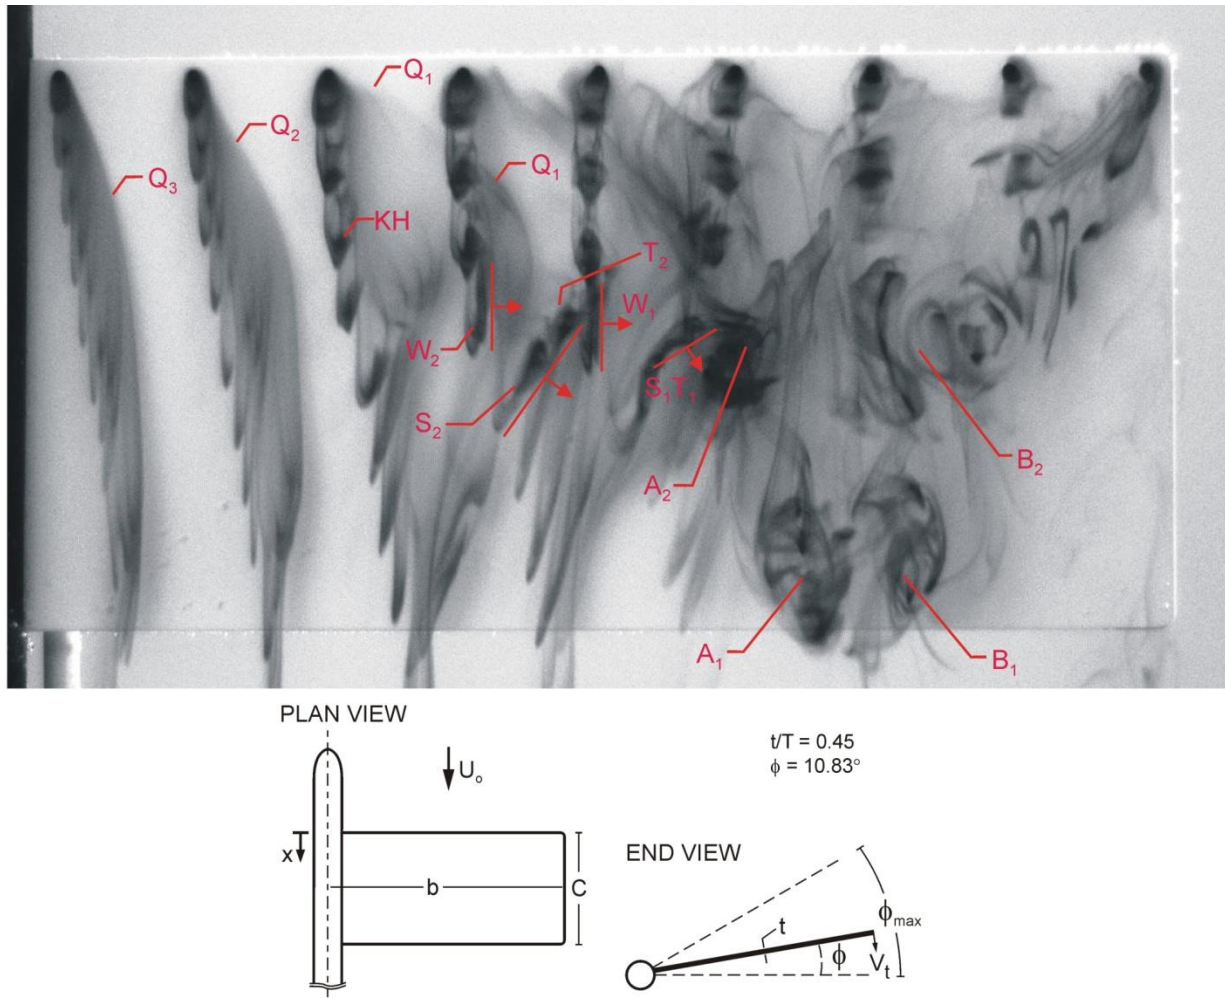 Q₁
Q₂
Q₃
Q₁
KH
T₂
W₁
W₂
S₁T₁
S₂
B₂
A₂
A₁
B₁
PLAN VIEW
t/T = 0.45
ϕ = 10.83°
Uₒ
x
b
C
END VIEW
ϕmax
t
ϕ
Vₜ